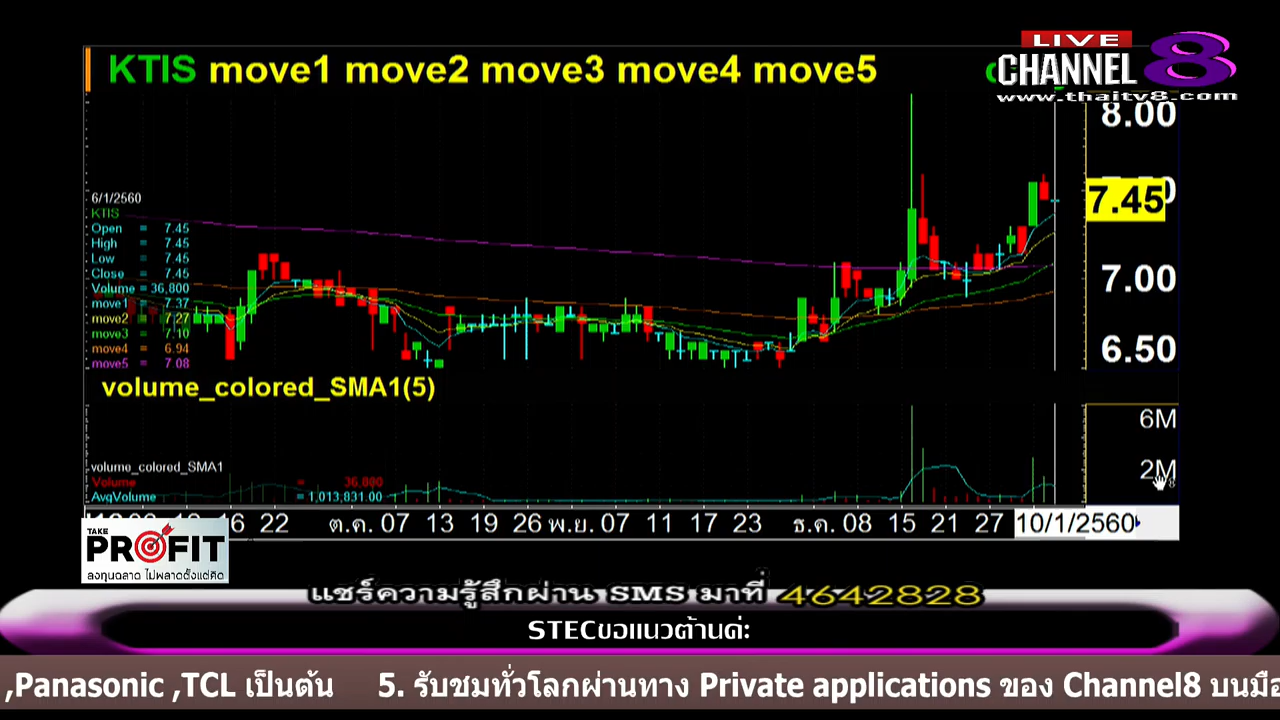 LIVE
CHANNEL 8
www.thaitv8.com
KTIS move1 move2 move3 move4 move5
8.00
7.45
7.00
6.50
6/1/2560
KTIS
Open = 7.45
High = 7.45
Low = 7.45
Close = 7.45
Volume = 36,800
move1 = 7.37
move2 = 7.27
move3 = 7.10
move4 = 6.94
move5 = 7.08
volume_colored_SMA1(5)
6M
2M
volume_colored_SMA1
Volume = 36,800
AvgVolume = 1,013,831.00
16 22 ต.ค. 07 13 19 26 พ.ย. 07 11 17 23 ธ.ค. 08 15 21 27 10/1/2560
TAKE
PROFIT
ลงทุนฉลาด ไม่พลาดตั้งแต่คิด
แชร์ความรู้สึกผ่าน SMS มาที่ 4642828
STECขอแนวต้านค่ะ
,Panasonic ,TCL เป็นต้น 5. รับชมทั่วโลกผ่านทาง Private applications ของ Channel8 บนมือ